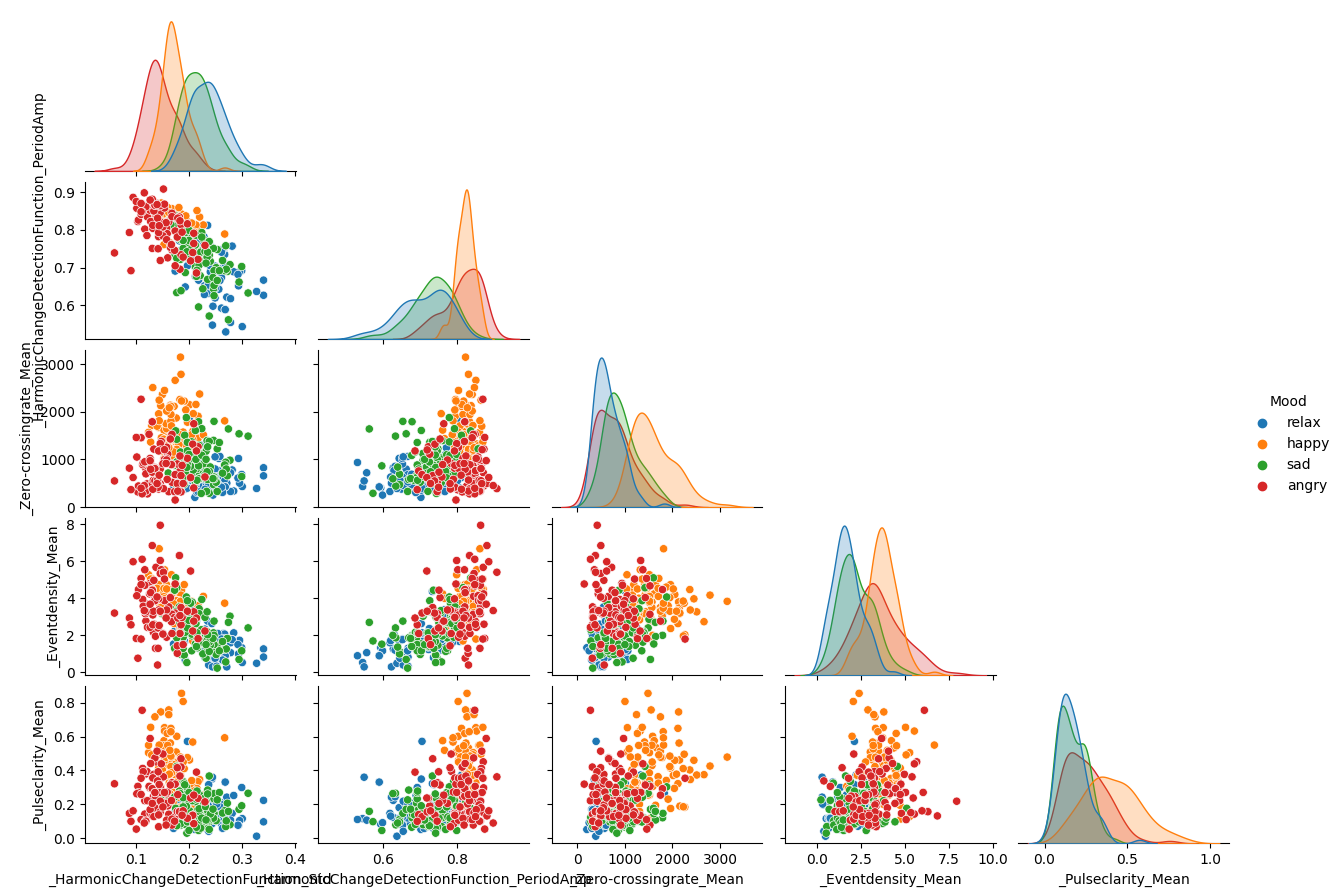 _HarmonicChangeDetectionFunction_PeriodAmp
0.9
0.8
0.7
0.6
_Zero-crossingrate_Mean
3000
2000
1000
0
Mood
relax
happy
sad
angry
_Eventdensity_Mean
8
6
4
2
0
_Pulseclarity_Mean
0.8
0.6
0.4
0.2
0.0
0.1 0.2 0.3 0.4 0.6 0.8 0 1000 2000 3000 0.0 2.5 5.0 7.5 10.0 0.0 0.5 1.0
_HarmonicChangeDetectionFunction_Std _HarmonicChangeDetectionFunction_PeriodAmp _Zero-crossingrate_Mean _Eventdensity_Mean _Pulseclarity_Mean